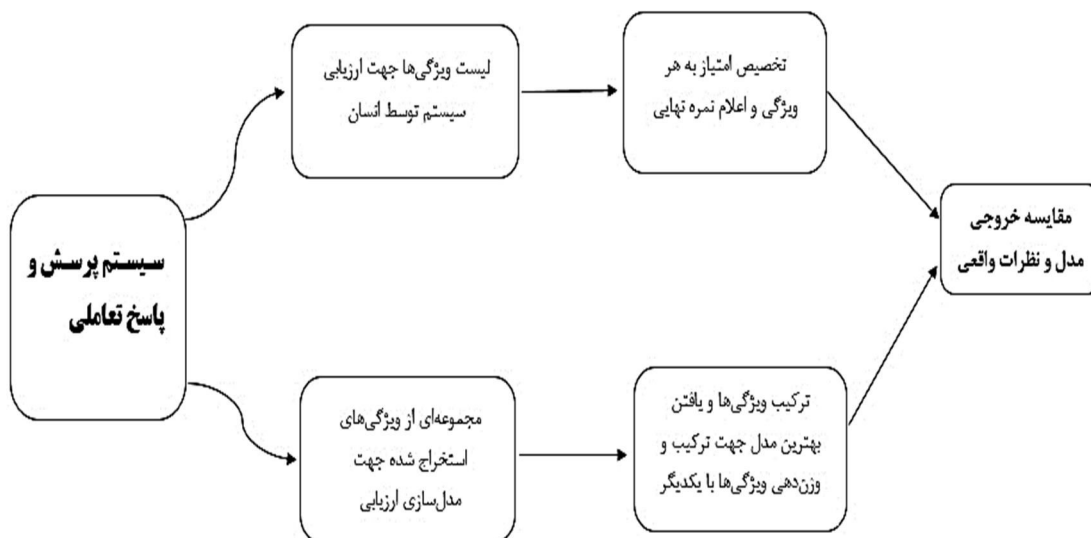 سیستم پرسش و
پاسخ تعاملی
لیست ویژگی‌ها جهت ارزیابی
سیستم توسط انسان
تخصیص امتیاز به هر
ویژگی و اعلام نمره نهایی
مجموعه‌ای از ویژگی‌های
استخراج شده جهت
مدل‌سازی ارزیابی
ترکیب ویژگی‌ها و یافتن
بهترین مدل جهت ترکیب و
وزن‌دهی ویژگی‌ها با یکدیگر
مقایسه خروجی
مدل و نظرات واقعی